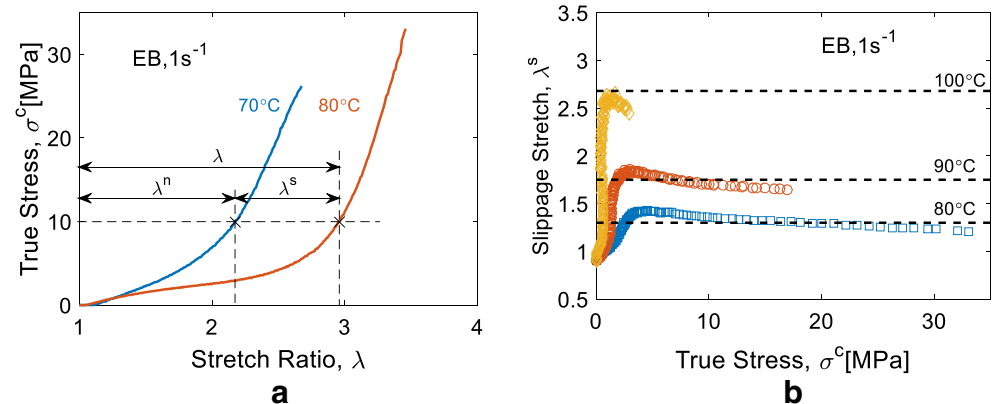 True Stress, σᶜ[MPa]
30
20
10
0
EB,1s⁻¹
70°C
80°C
λ
λⁿ
λˢ
1
2
3
4
Stretch Ratio, λ
a
Slippage Stretch, λˢ
3.5
3
2.5
2
1.5
1
0.5
EB,1s⁻¹
100°C
90°C
80°C
0
10
20
30
True Stress, σᶜ[MPa]
b